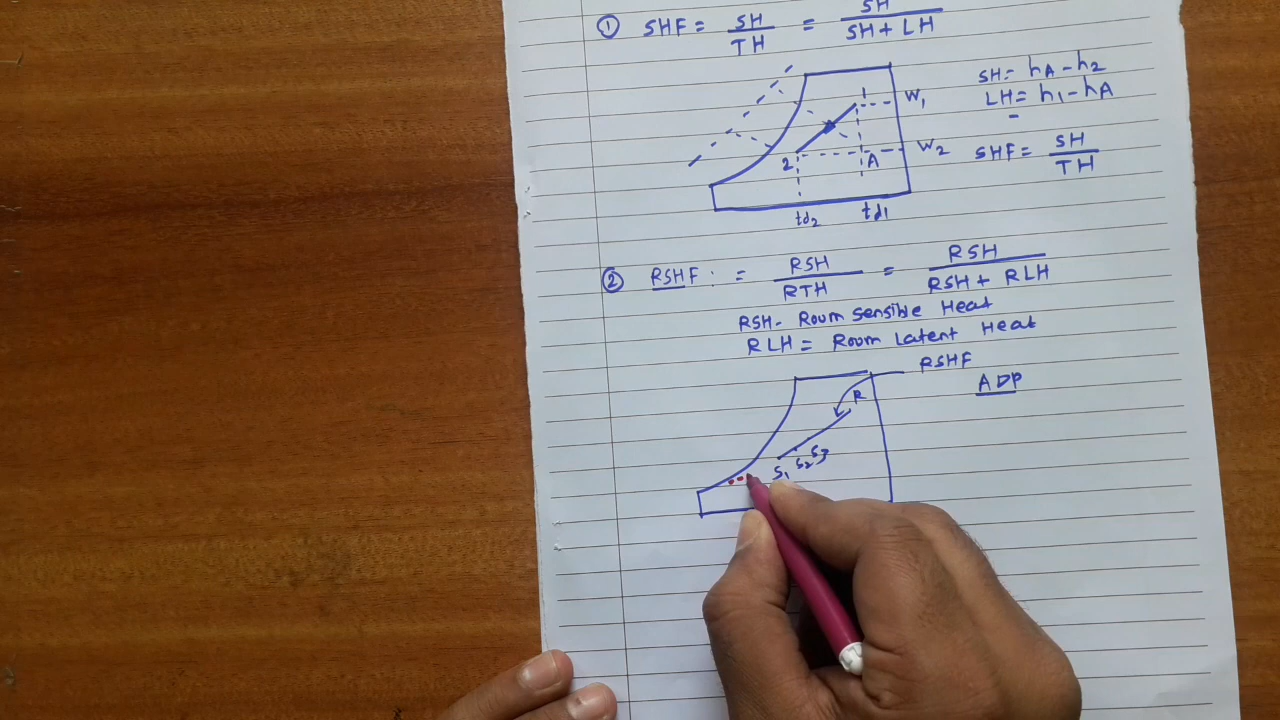 ① SHF = SH / TH = SH / SH + LH
SH = hA - h2
LH = h1 - hA
SHF = SH / TH
1
W1
2
A
W2
td2 td1
② RSHF : = RSH / RTH = RSH / RSH + RLH
RSH - Room Sensible Heat
RLH = Room Latent Heat
RSHF
ADP
R
S1 S2 S3